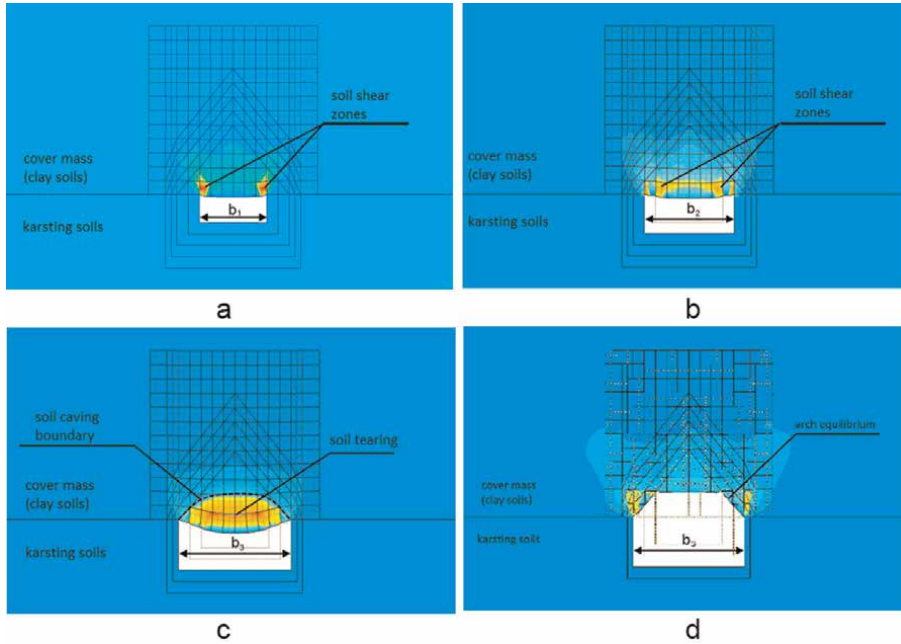 soil shear
zones
cover mass
(clay soils)
b1
karsting soils
a
soil shear
zones
cover mass
(clay soils)
b2
karsting soils
b
soil caving
boundary
soil tearing
cover mass
(clay soils)
b3
karsting soils
c
arch equilibrium
cover mass
(clay soils)
b3
karsting soils
d